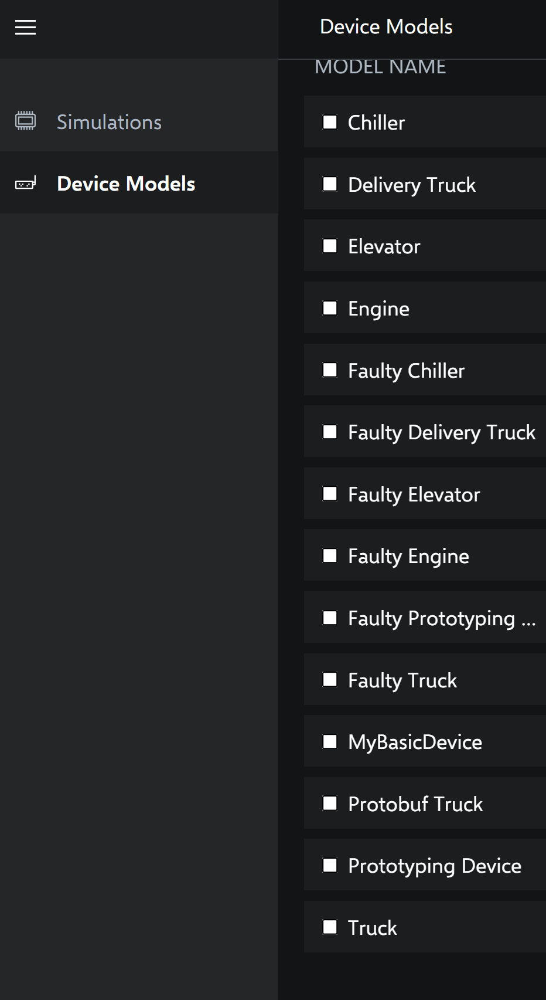 Device Models
MODEL NAME
Simulations
Device Models
Chiller
Delivery Truck
Elevator
Engine
Faulty Chiller
Faulty Delivery Truck
Faulty Elevator
Faulty Engine
Faulty Prototyping ...
Faulty Truck
MyBasicDevice
Protobuf Truck
Prototyping Device
Truck